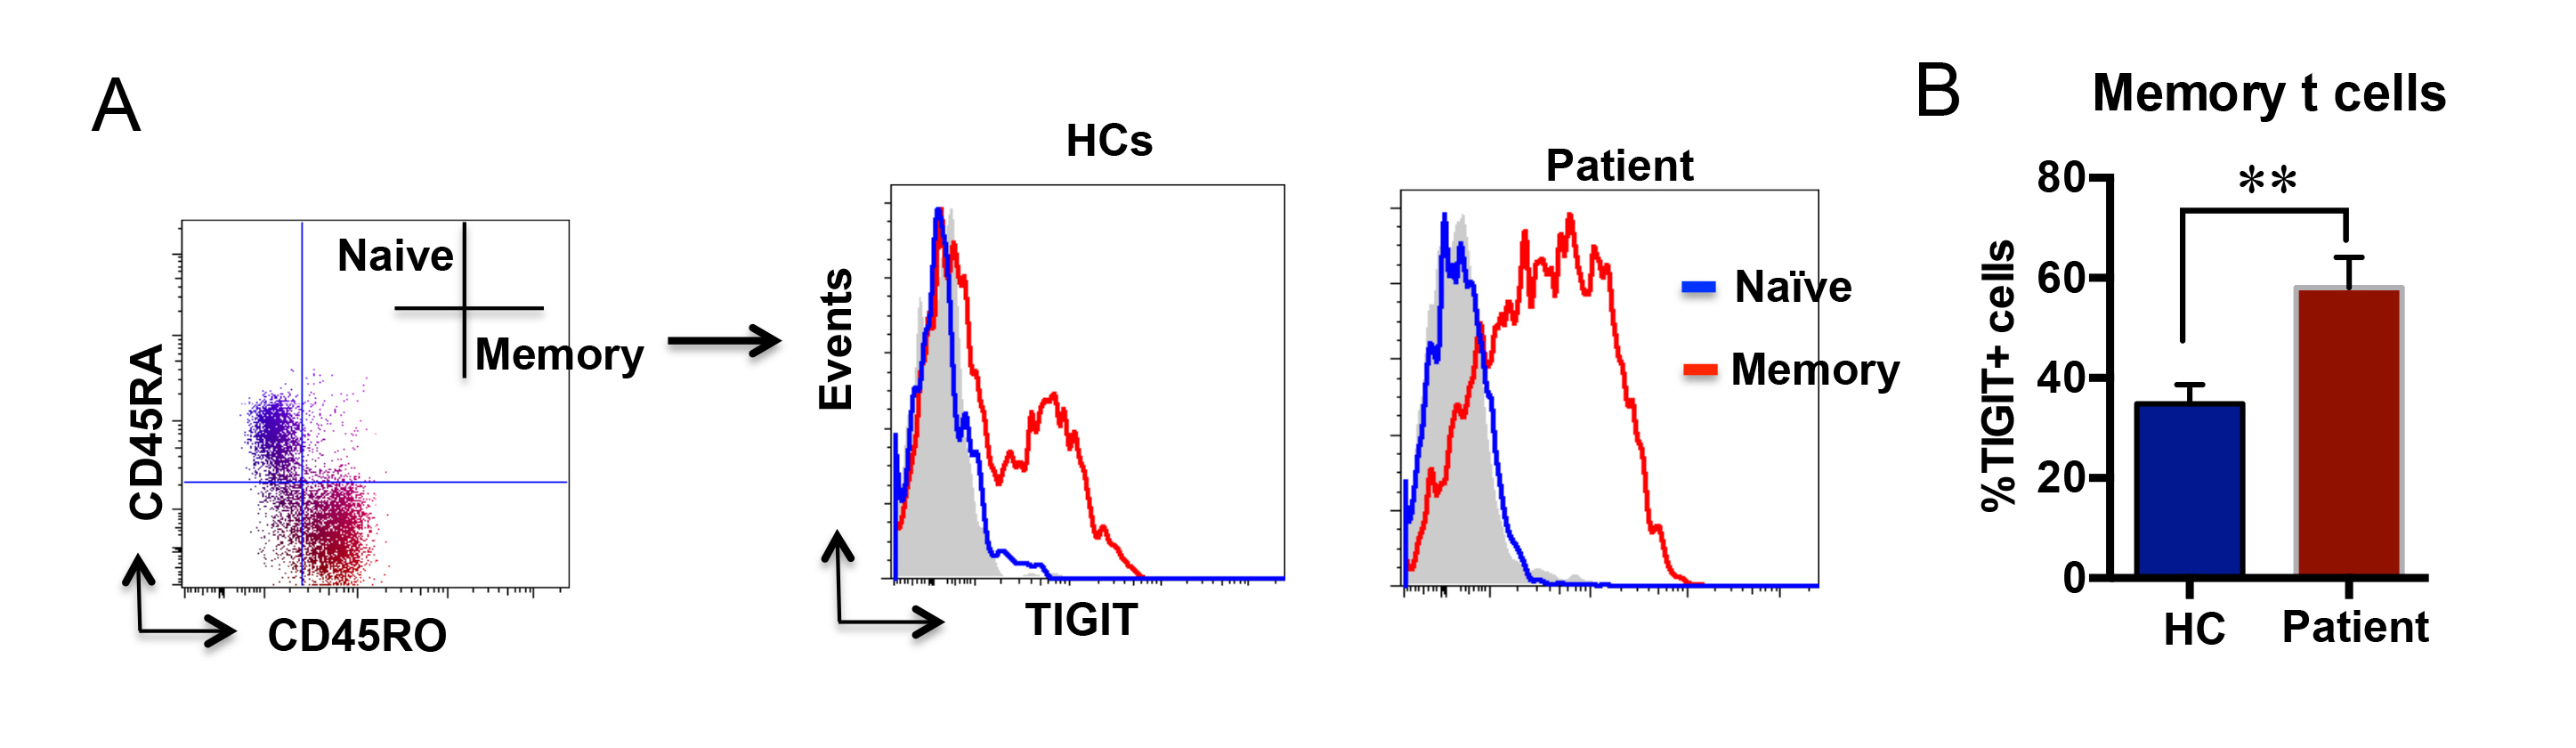 A
Naive
Memory
CD45RA
CD45RO
HCs
Events
TIGIT
Patient
Naïve
Memory
B
Memory t cells
**
% TIGIT+ cells
80
60
40
20
0
HC
Patient